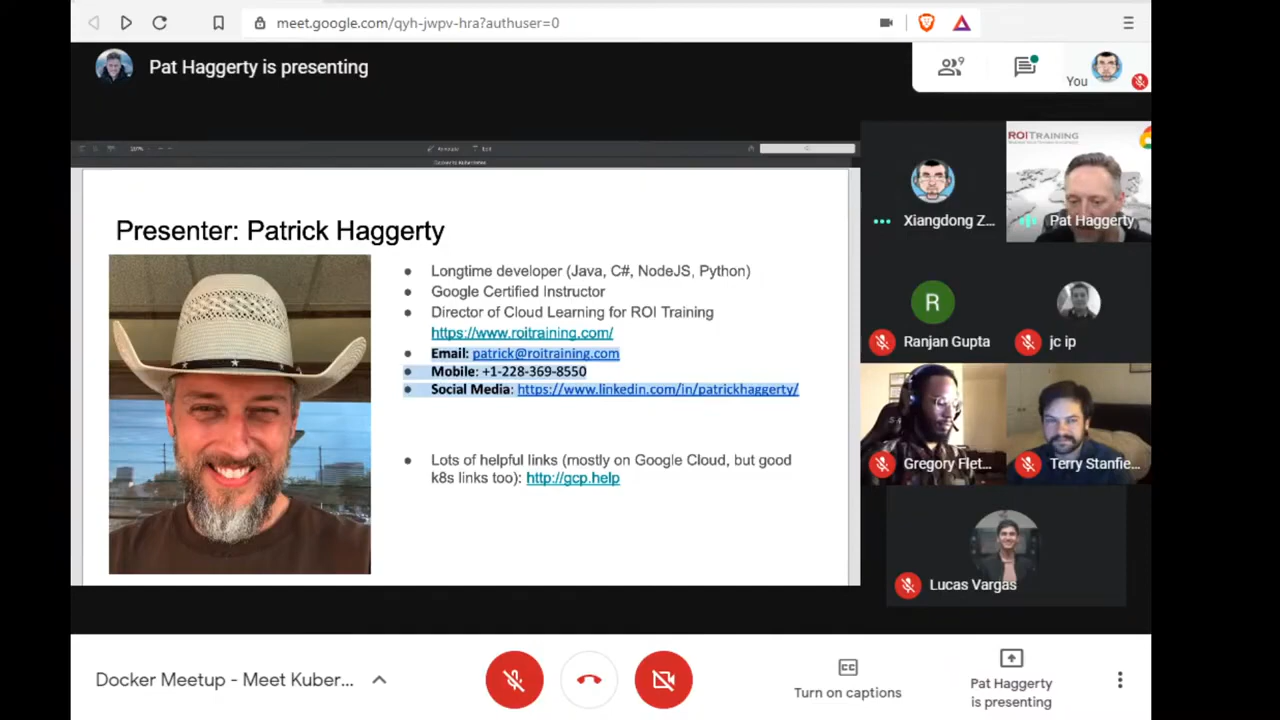 meet.google.com/qyh-jwpv-hra?authuser=0
Pat Haggerty is presenting
9
You
Presenter: Patrick Haggerty
Longtime developer (Java, C#, NodeJS, Python)
Google Certified Instructor
Director of Cloud Learning for ROI Training
https://www.roitraining.com/
Email: patrick@roitraining.com
Mobile: +1-228-369-8550
Social Media: https://www.linkedin.com/in/patrickhaggerty/
Lots of helpful links (mostly on Google Cloud, but good
k8s links too): http://gcp.help
Xiangdong Z...
ROITRAINING
Pat Haggerty
R
Ranjan Gupta
jc ip
Gregory Flet...
Terry Stanfie...
Lucas Vargas
Docker Meetup - Meet Kuber...
CC
Turn on captions
Pat Haggerty
is presenting